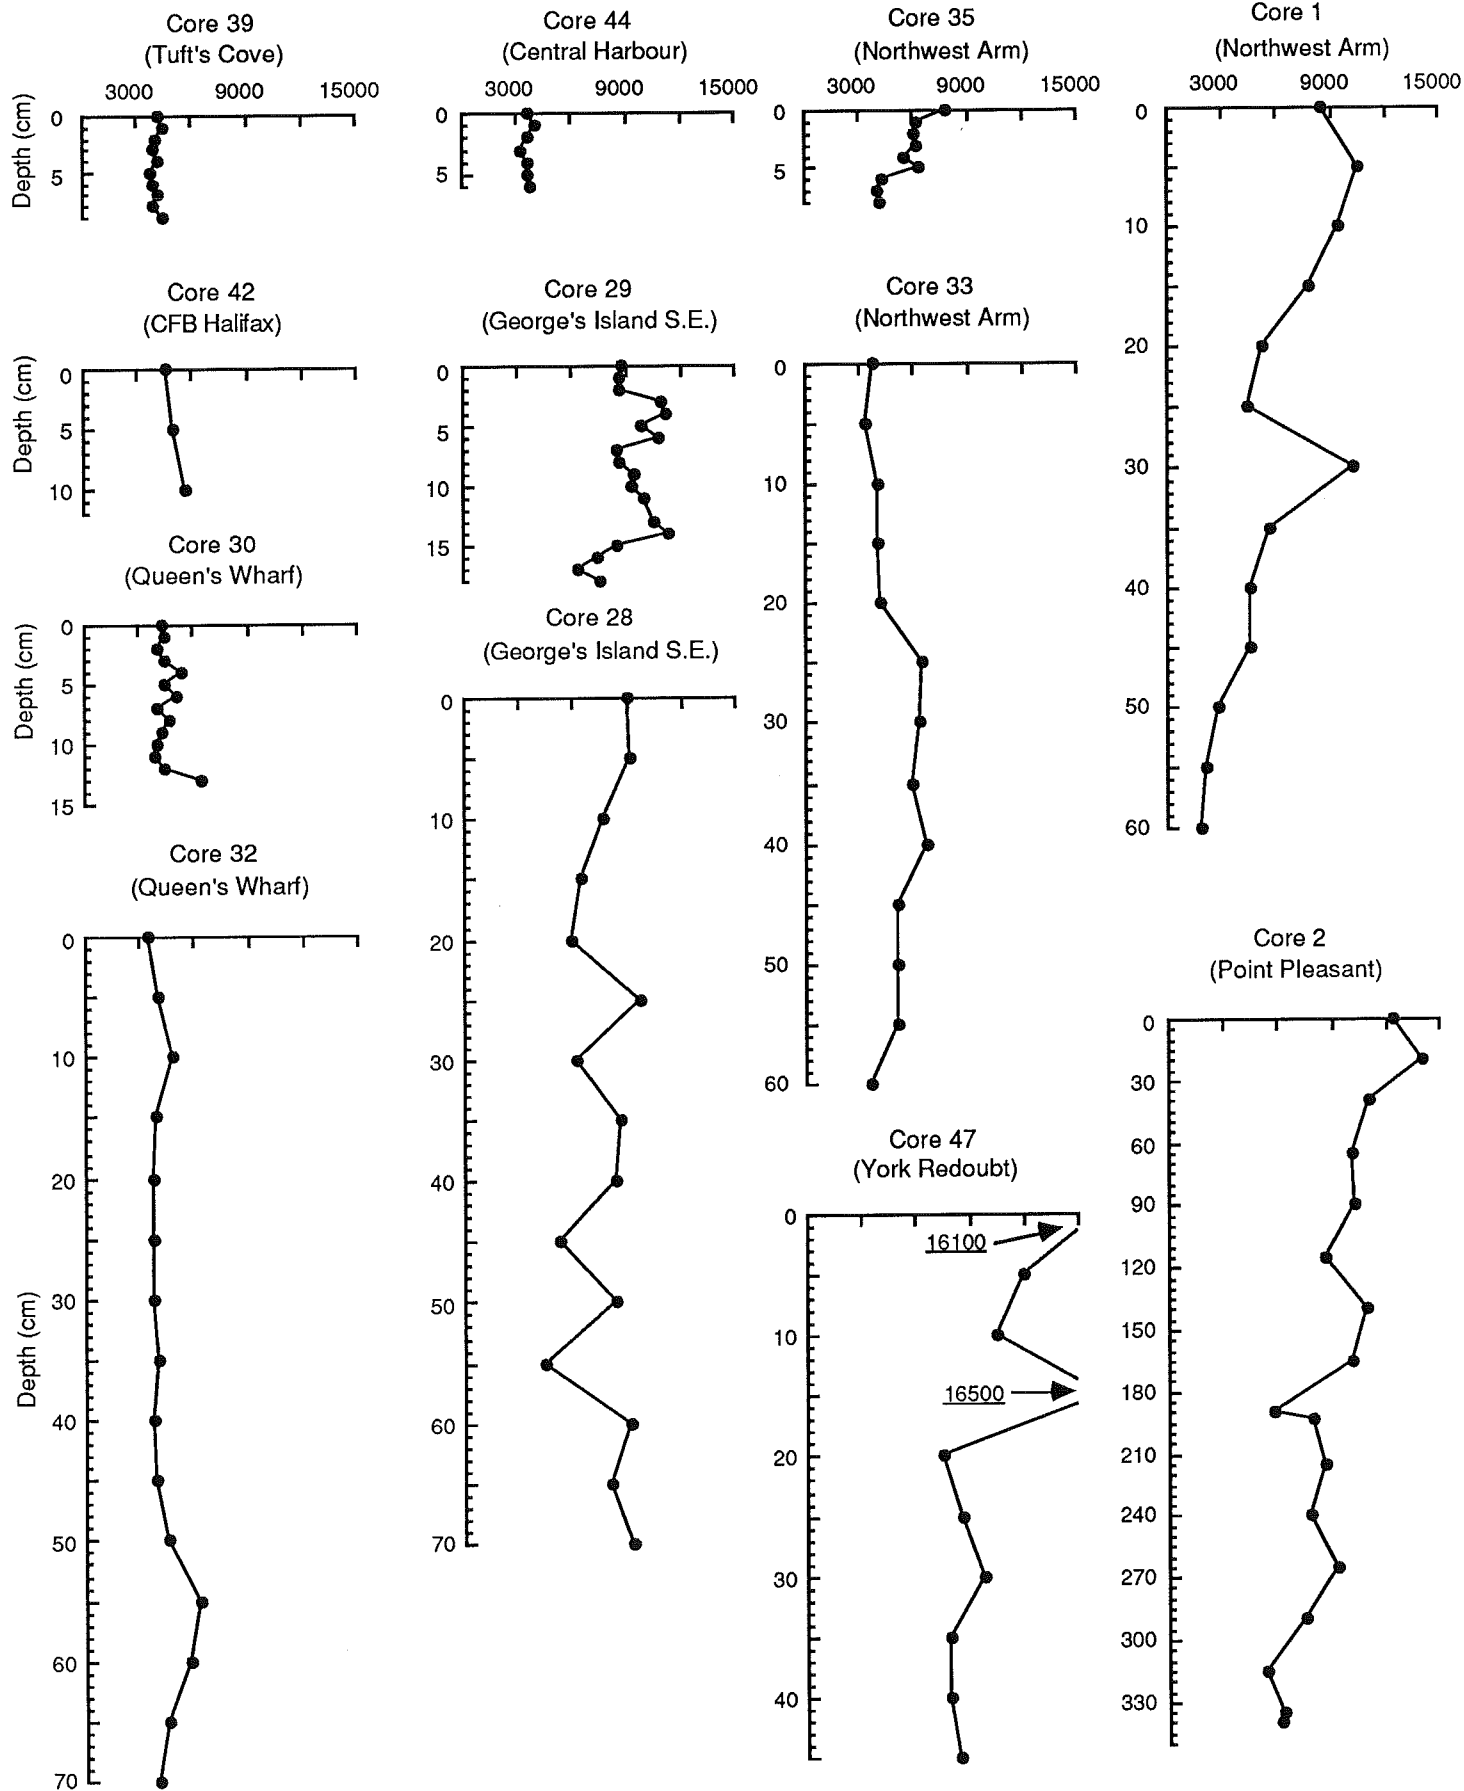 Core 39
(Tuft's Cove)
3000 9000 15000
Depth (cm)
0
5
Core 42
(CFB Halifax)
Depth (cm)
0
5
10
Core 30
(Queen's Wharf)
Depth (cm)
0
5
10
15
Core 32
(Queen's Wharf)
Depth (cm)
0
10
20
30
40
50
60
70
Core 44
(Central Harbour)
3000 9000 15000
0
5
Core 29
(George's Island S.E.)
0
5
10
15
Core 28
(George's Island S.E.)
0
10
20
30
40
50
60
70
Core 35
(Northwest Arm)
30000 90000 15000
0
5
Core 33
(Northwest Arm)
0
10
20
30
40
50
60
Core 47
(York Redoubt)
0
16100
10
16500
20
30
40
Core 1
(Northwest Arm)
30000 90000 15000
0
10
20
30
40
50
60
Core 2
(Point Pleasant)
0
30
60
90
120
150
180
210
240
270
300
330